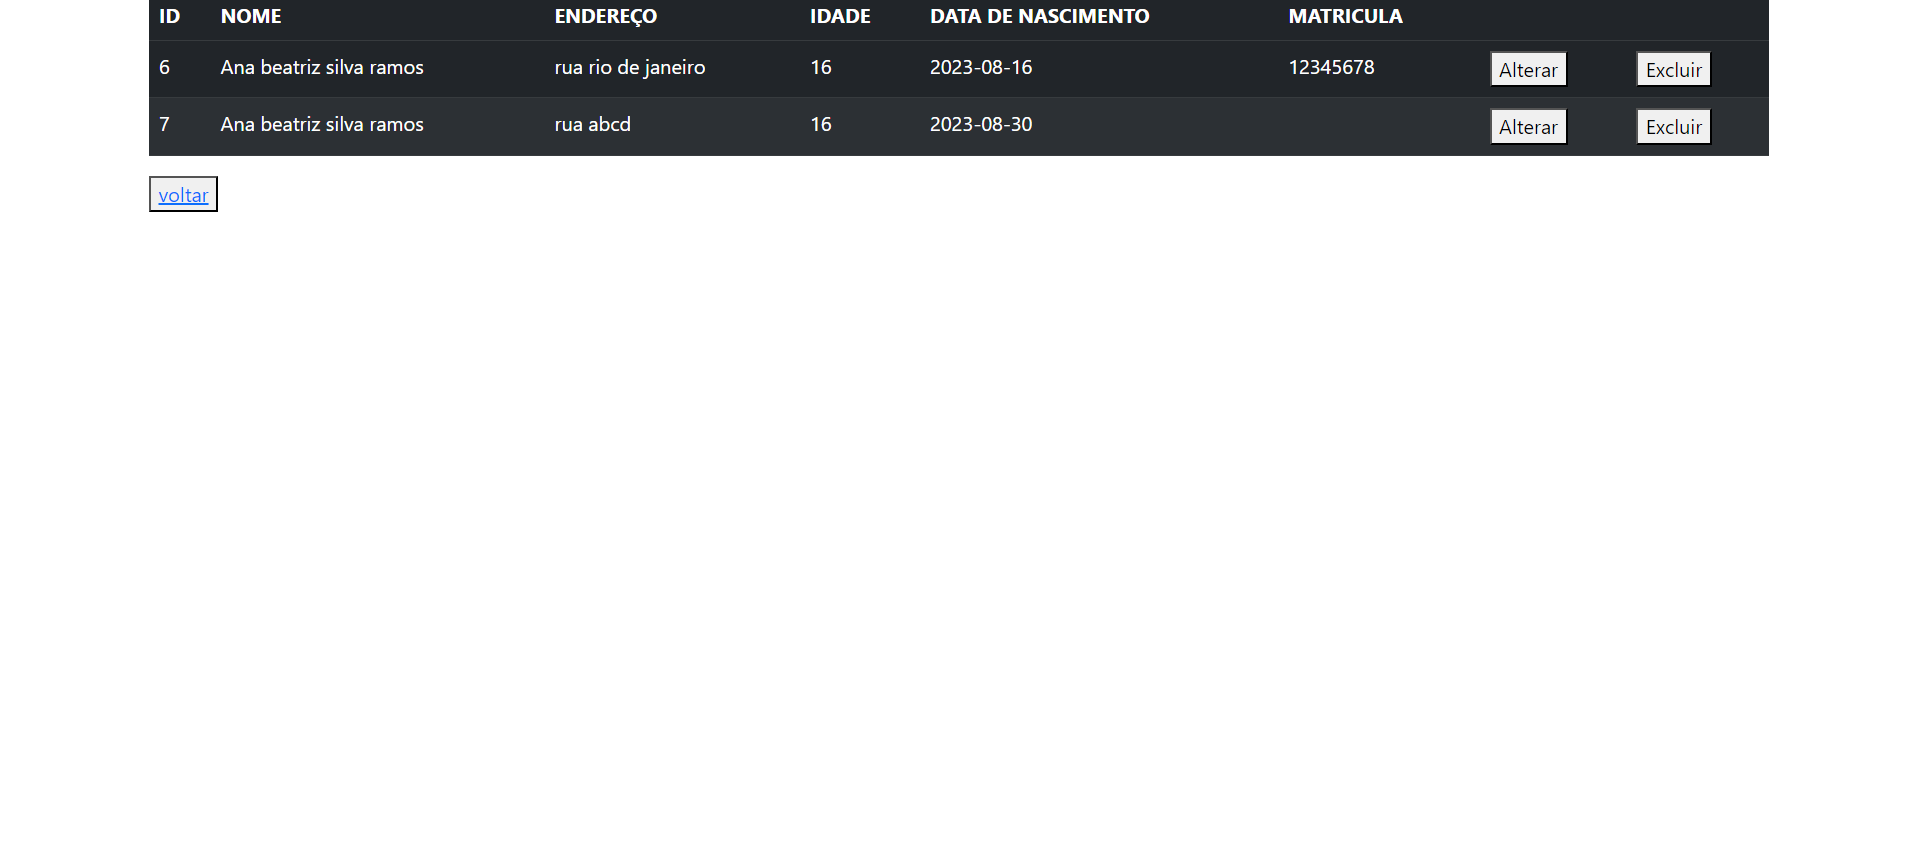 ID NOME ENDEREÇO IDADE DATA DE NASCIMENTO MATRICULA
6 Ana beatriz silva ramos rua rio de janeiro 16 2023-08-16 12345678 Alterar Excluir
7 Ana beatriz silva ramos rua abcd 16 2023-08-30 Alterar Excluir
voltar